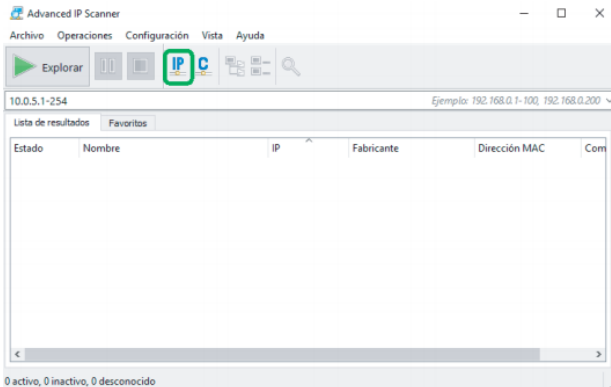 Advanced IP Scanner
Archivo Operaciones Configuración Vista Ayuda
Explorar IP C
10.0.5.1-254 Ejemplo: 192.168.0.1-100, 192.168.0.200
Lista de resultados Favoritos
Estado Nombre IP Fabricante Dirección MAC Com
0 activo, 0 inactivo, 0 desconocido